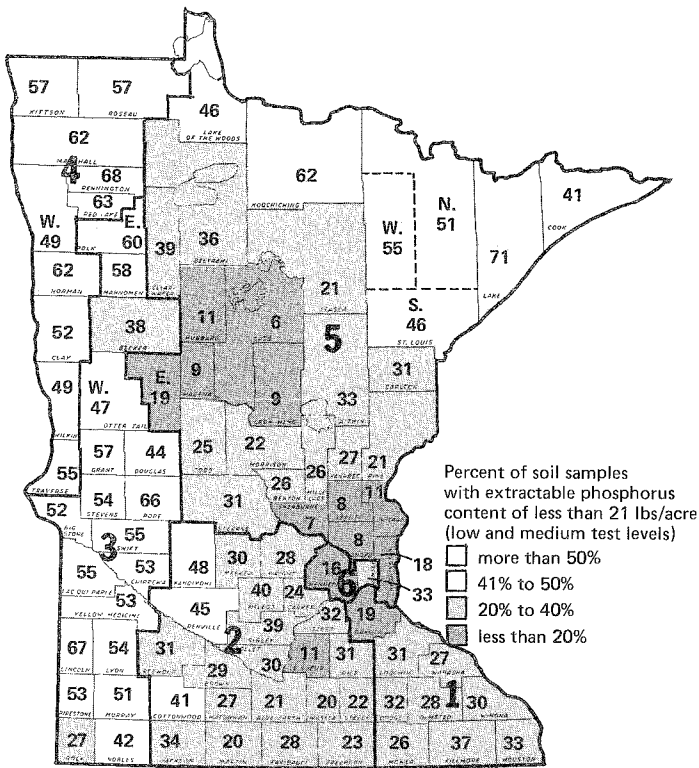 57
57
KITTSON
ROSEAU
46
LAKE
OF THE WOODS
62
MARSHALL
4
68
PENNINGTON
63
RED LAKE
62
KOOCHICHING
W.
49
E.
60
POLK
39
36
BELTRAMI
W.
55
N.
51
41
COOK
71
LAKE
62
NORMAN
58
MAHNOMEN
21
ITASCA
S.
46
ST. LOUIS
52
CLAY
38
BECKER
11
HUBBARD
6
CASS
5
31
CARLTON
49
WILKIN
W.
47
OTTER TAIL
E.
19
9
WADENA
9
CROW WING
33
AITKIN
57
GRANT
44
DOUGLAS
25
TODD
22
MORRISON
26
27
21
55
TRAVERSE
54
STEVENS
66
POPE
31
26
BENTON
8
11
7
8
52
BIG
STONE
3
55
SWIFT
53
CHIPPEWA
48
KANDIYOHI
30
28
16
6
18
33
55
LAC QUI PARLE
53
YELLOW MEDICINE
45
RENVILLE
40
24
32
19
2
39
SIBLEY
67
LINCOLN
54
LYON
31
REDWOOD
29
BROWN
30
11
31
RICE
31
27
WABASHA
53
PIPESTONE
51
MURRAY
41
COTTONWOOD
27
21
20
22
32
28
1
30
WINONA
27
ROCK
42
NOBLES
34
JACKSON
20
MARTIN
28
23
26
MOWER
37
FILLMORE
33
HOUSTON
Percent of soil samples
with extractable phosphorus
content of less than 21 lbs/acre
(low and medium test levels)
more than 50%
41% to 50%
20% to 40%
less than 20%